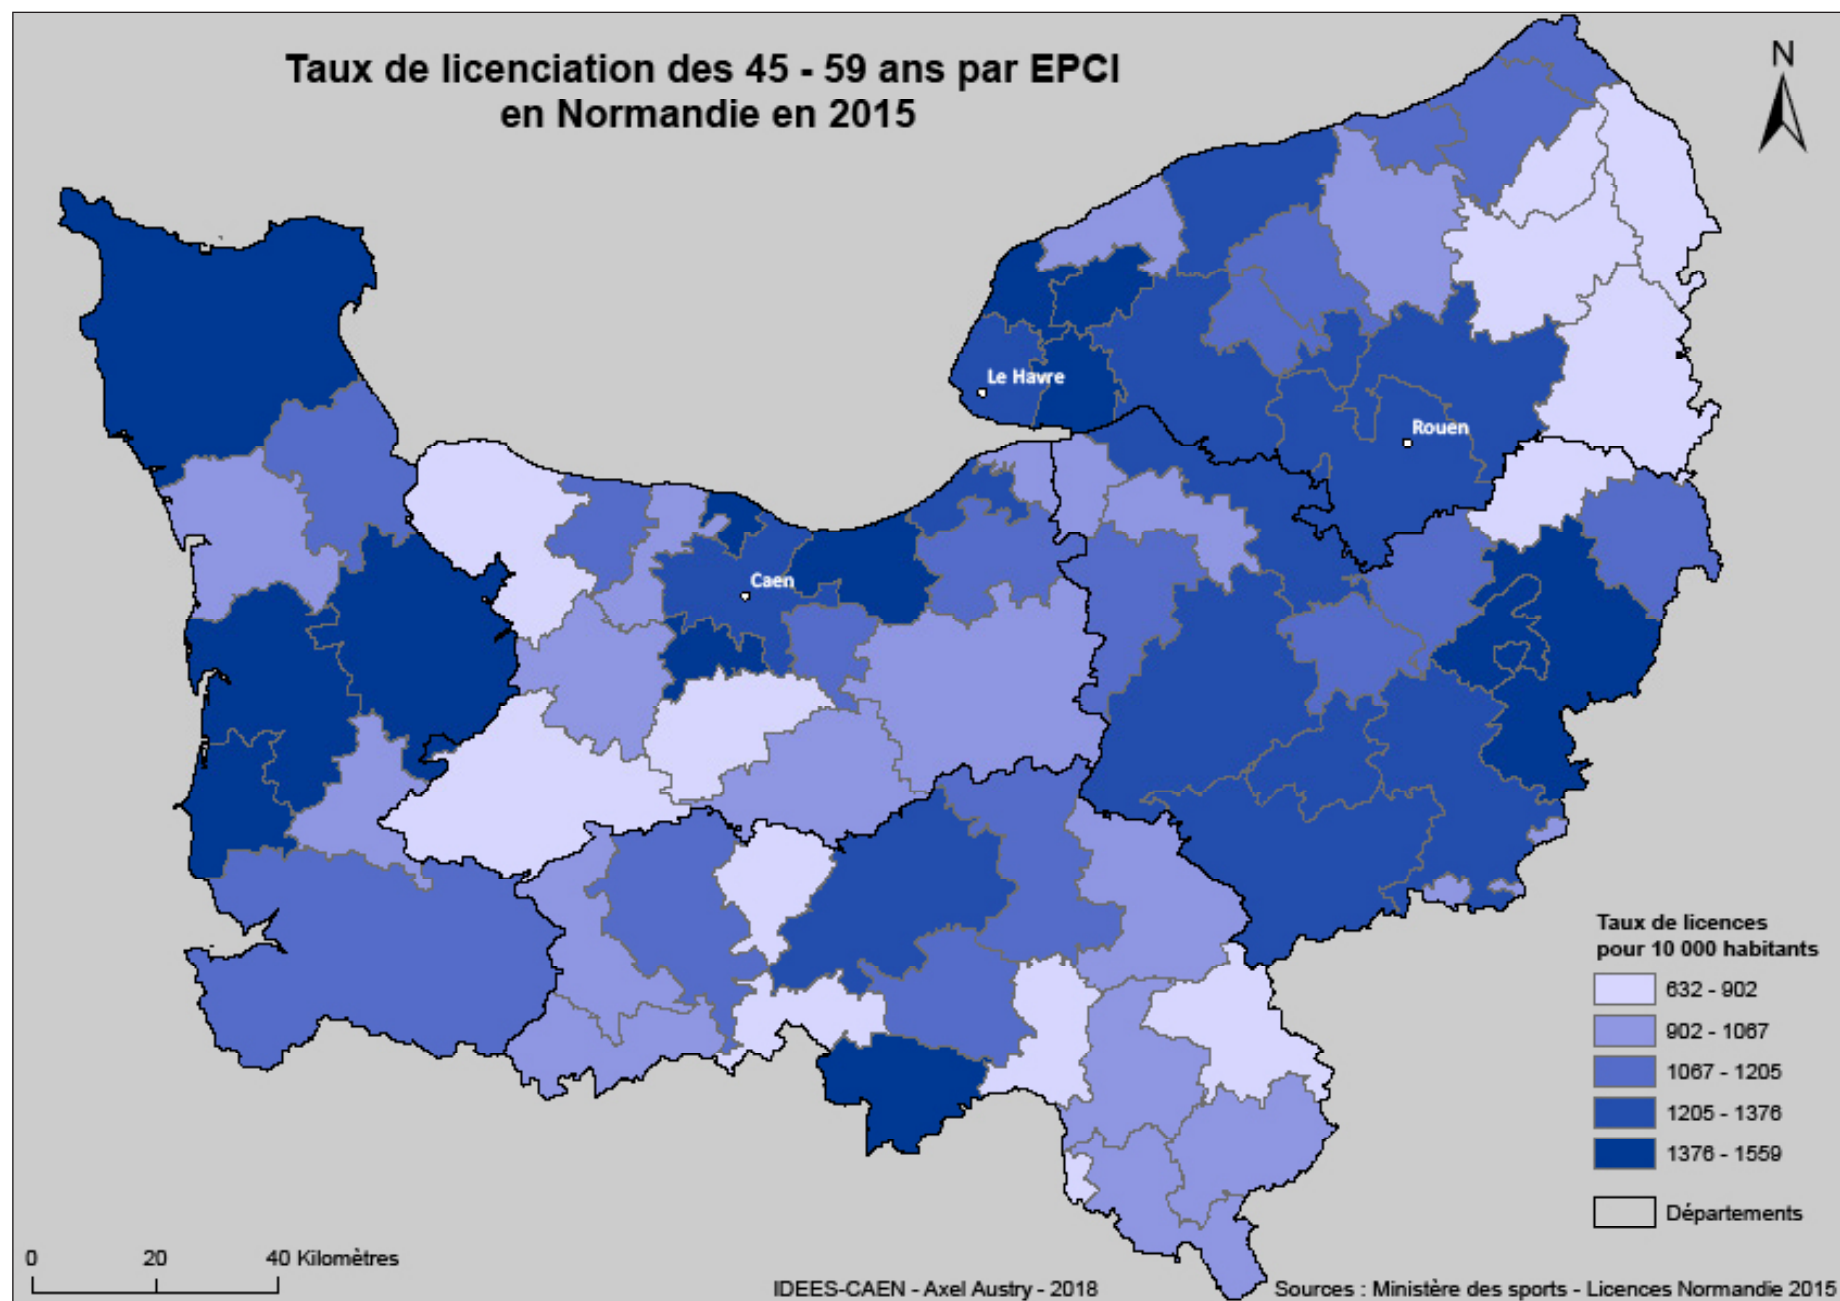 Taux de licenciation des 45 - 59 ans par EPCI
en Normandie en 2015
N
Le Havre
Rouen
Caen
Taux de licences
pour 10 000 habitants
632 - 902
902 - 1067
1067 - 1205
1205 - 1376
1376 - 1559
Départements
0 20 40 Kilomètres
IDEES-CAEN - Axel Austry - 2018
Sources : Ministère des sports - Licences Normandie 2015